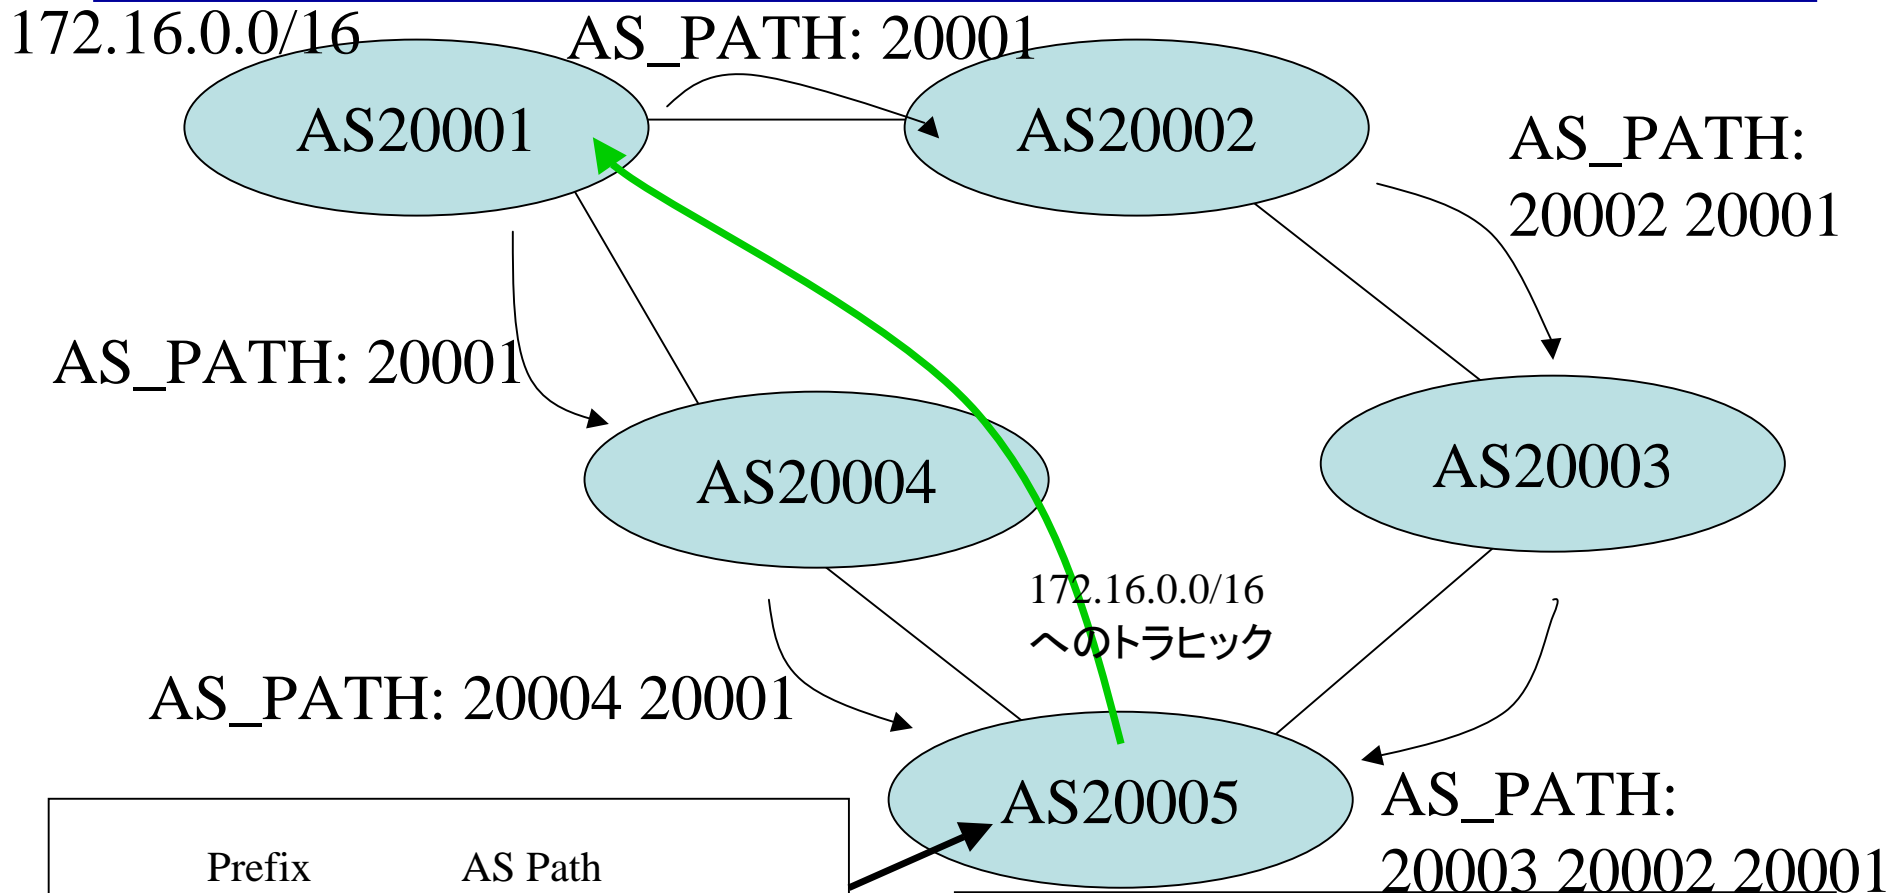 172.16.0.0/16
AS_PATH: 20001
AS20001
AS20002
AS_PATH:
20002 20001
AS_PATH: 20001
AS20004
AS20003
172.16.0.0/16
へのトラヒック
AS_PATH: 20004 20001
AS20005
AS_PATH:
20003 20002 20001
Prefix AS Path